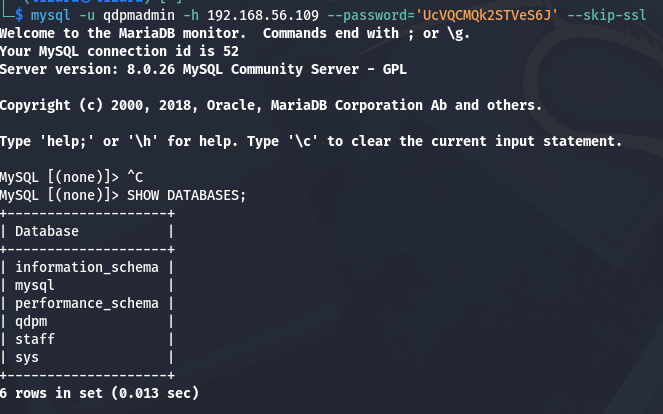 $ mysql -u qdpmadmin -h 192.168.56.109 --password='UcVQCMQk2STVeS6J' --skip-ssl
Welcome to the MariaDB monitor.  Commands end with ; or \g.
Your MySQL connection id is 52
Server version: 8.0.26 MySQL Community Server - GPL

Copyright (c) 2000, 2018, Oracle, MariaDB Corporation Ab and others.

Type 'help;' or '\h' for help. Type '\c' to clear the current input statement.

MySQL [(none)]> ^C
MySQL [(none)]> SHOW DATABASES;
+--------------------+
| Database           |
+--------------------+
| information_schema |
| mysql              |
| performance_schema |
| qdpm               |
| staff              |
| sys                |
+--------------------+
6 rows in set (0.013 sec)